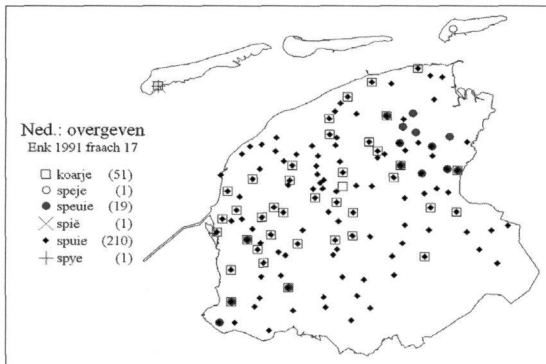 Ned.: overgeven
Enk 1991 fraach 17
koarje (51)
speje (1)
speuie (19)
spië (1)
spuie (210)
spye (1)